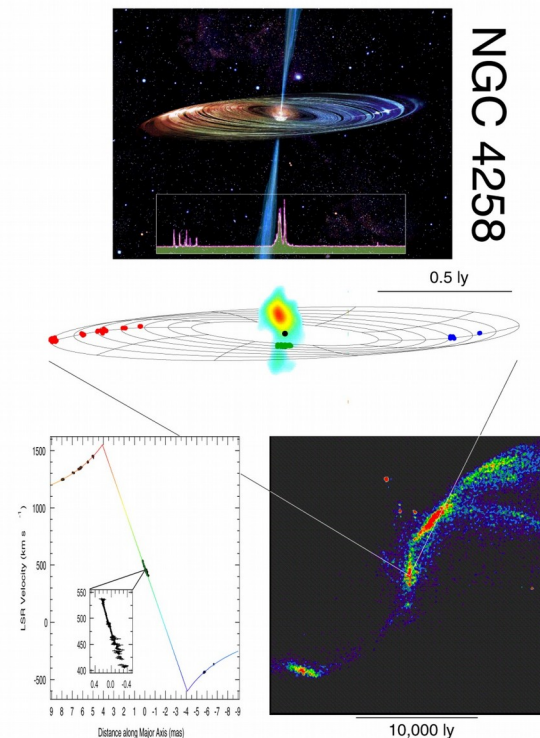 NGC 4258
0.5 ly
1500
1000
500
0
-500
LSR Velocity (km s -1)
550
500
450
400
0.4 0.0 -0.4
9 8 7 6 5 4 3 2 1 0 -1 -2 -3 -4 -5 -6 -7 -8 -9
Distance along Major Axis (mas)
10,000 ly